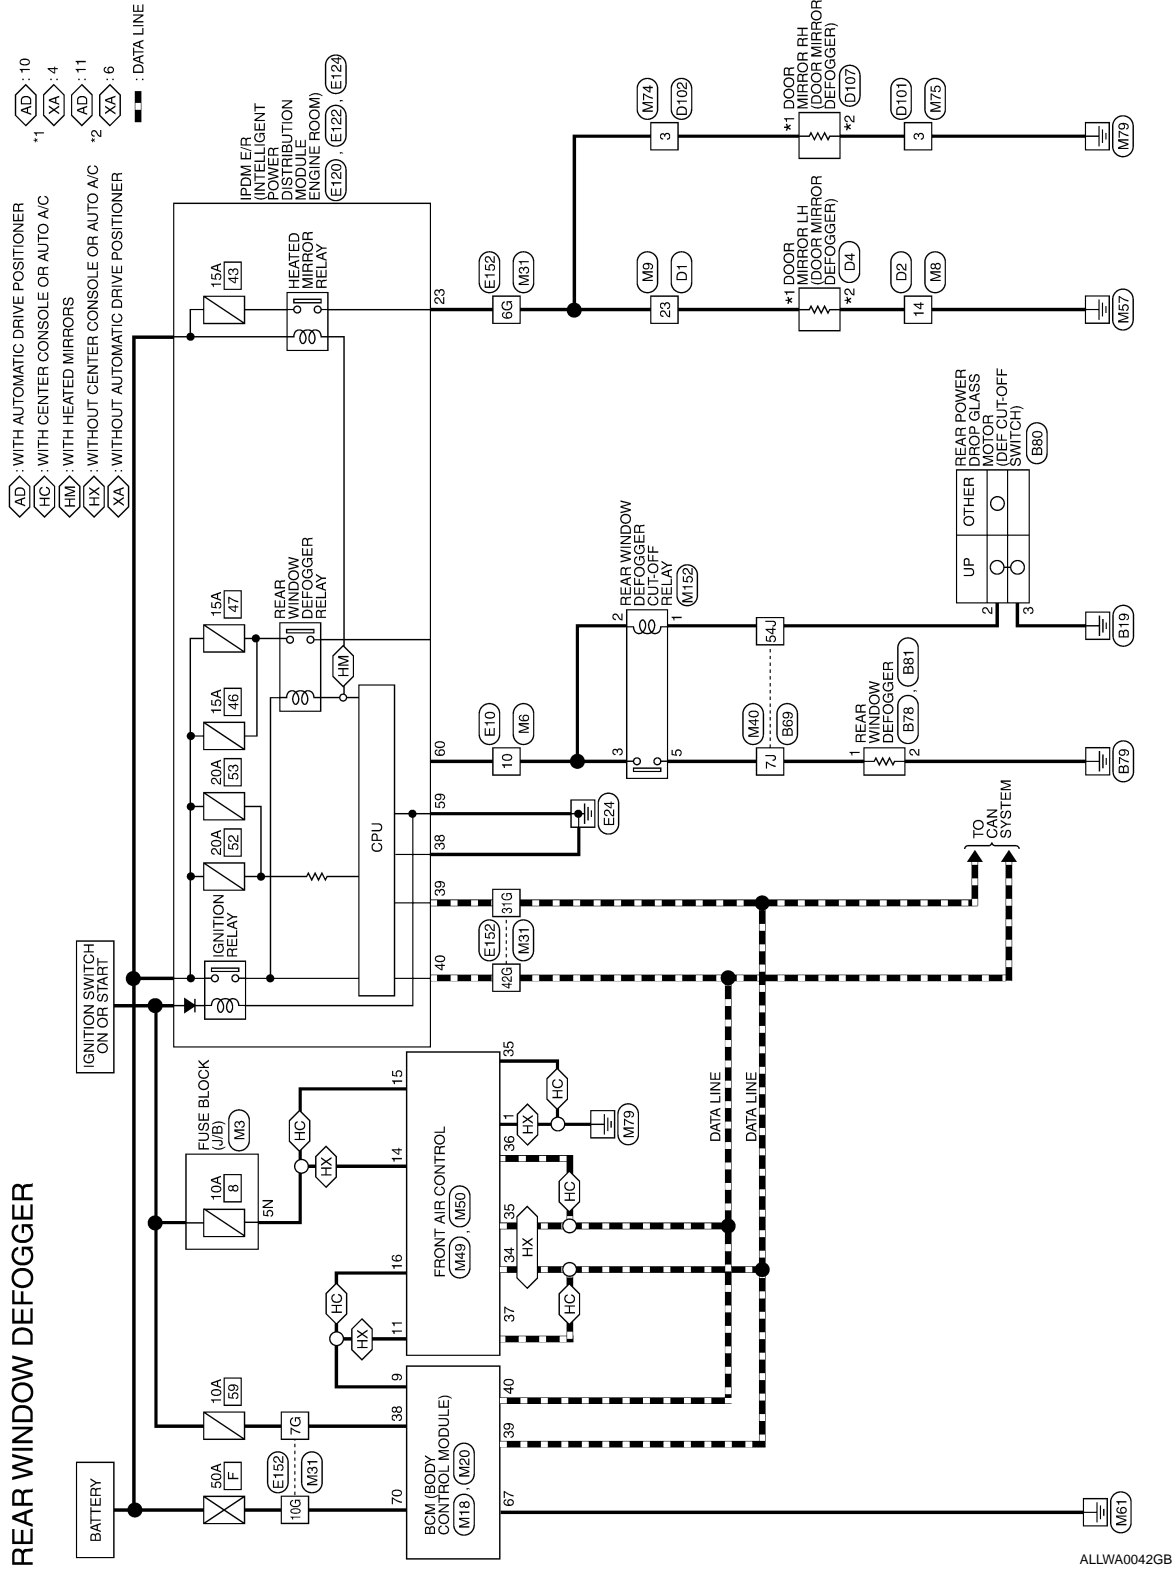 REAR WINDOW DEFOGGER
AD : WITH AUTOMATIC DRIVE POSITIONER
HC : WITH CENTER CONSOLE OR AUTO A/C
HM : WITH HEATED MIRRORS
HX : WITHOUT CENTER CONSOLE OR AUTO A/C
XA : WITHOUT AUTOMATIC DRIVE POSITIONER
*1
AD : 10
XA : 4
*2
AD : 11
XA : 6
: DATA LINE
BATTERY
IGNITION SWITCH
ON OR START
50A
F
10A
59
10G
7G
E152
M31
FUSE BLOCK
(J/B)
M3
10A
8
5N
HC
HX
HC
HX
IGNITION
RELAY
20A
52
20A
53
15A
46
15A
47
REAR
WINDOW
DEFOGGER
RELAY
15A
43
HEATED
MIRROR
RELAY
HM
CPU
IPDM E/R
(INTELLIGENT
POWER
DISTRIBUTION
MODULE
ENGINE ROOM)
E120 , E122 , E124
70
38
9
11
16
14
15
BCM (BODY
CONTROL MODULE)
M18 , M20
FRONT AIR CONTROL
M49 , M50
67
39
40
37
34
35
36
1
35
HC
HX
HC
HX
HC
M79
40
39
38
59
60
23
42G
31G
E152
M31
E24
10
E10
M6
6G
E152
M31
DATA LINE
DATA LINE
REAR WINDOW
DEFOGGER
CUT-OFF
RELAY
M152
3
2
5
1
7J
54J
M40
B69
REAR
WINDOW
DEFOGGER
B78 , B81
1
2
REAR POWER
DROP GLASS
MOTOR
(DEF CUT-OFF
SWITCH)
B80
UP
OTHER
2
3
TO
CAN
SYSTEM
23
M9
D1
3
M74
D102
*1
DOOR
MIRROR LH
(DOOR MIRROR
DEFOGGER)
D4
*2
*1
DOOR
MIRROR RH
(DOOR MIRROR
DEFOGGER)
D107
*2
14
D2
M8
3
D101
M75
M61
B79
B19
M57
M79
ALLWA0042GB